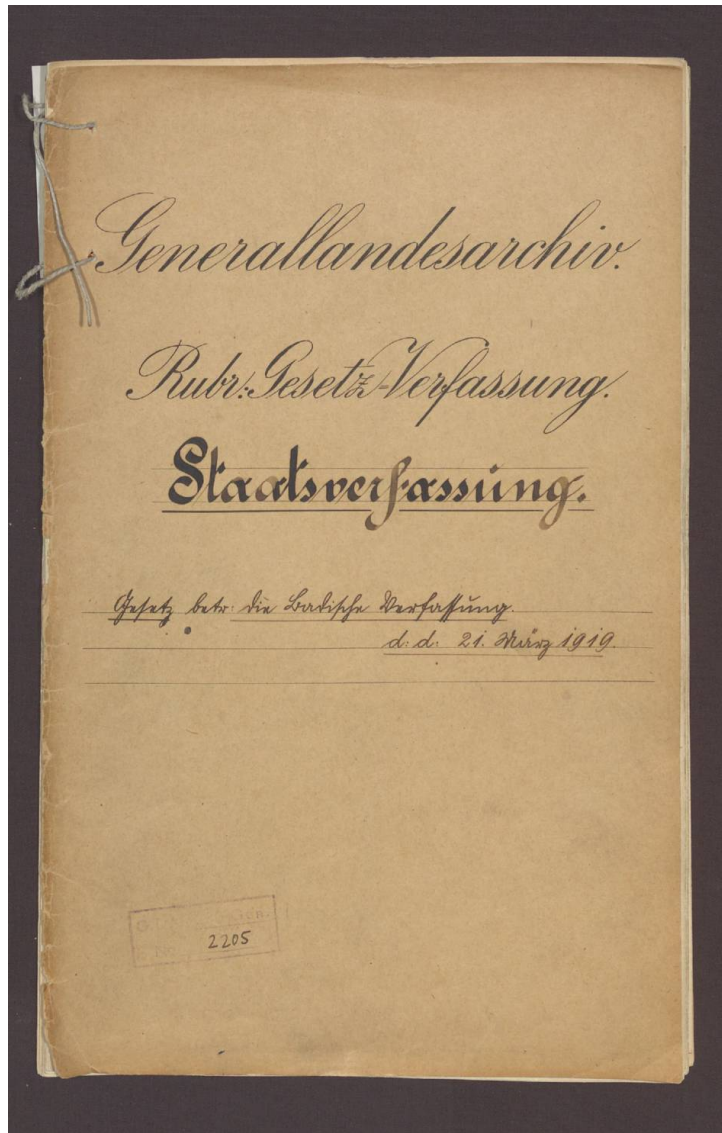 Generallandesarchiv.
Rubr: Gesetz-Verfassung.
Staatsverfassung.
Gesetz betr: die Badische Verfassung.
d: d: 21. März 1919.
2205